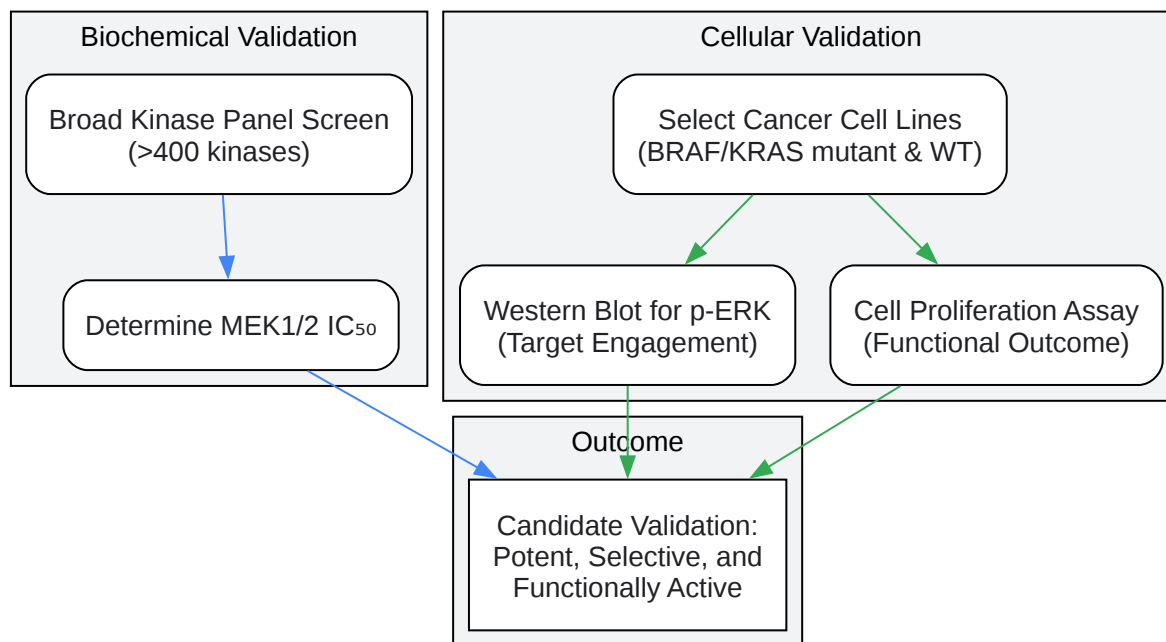 Biochemical Validation
Broad Kinase Panel Screen
(>400 kinases)
Determine MEK1/2 IC₅₀
Cellular Validation
Select Cancer Cell Lines
(BRAF/KRAS mutant & WT)
Western Blot for p-ERK
(Target Engagement)
Cell Proliferation Assay
(Functional Outcome)
Outcome
Candidate Validation:
Potent, Selective, and
Functionally Active